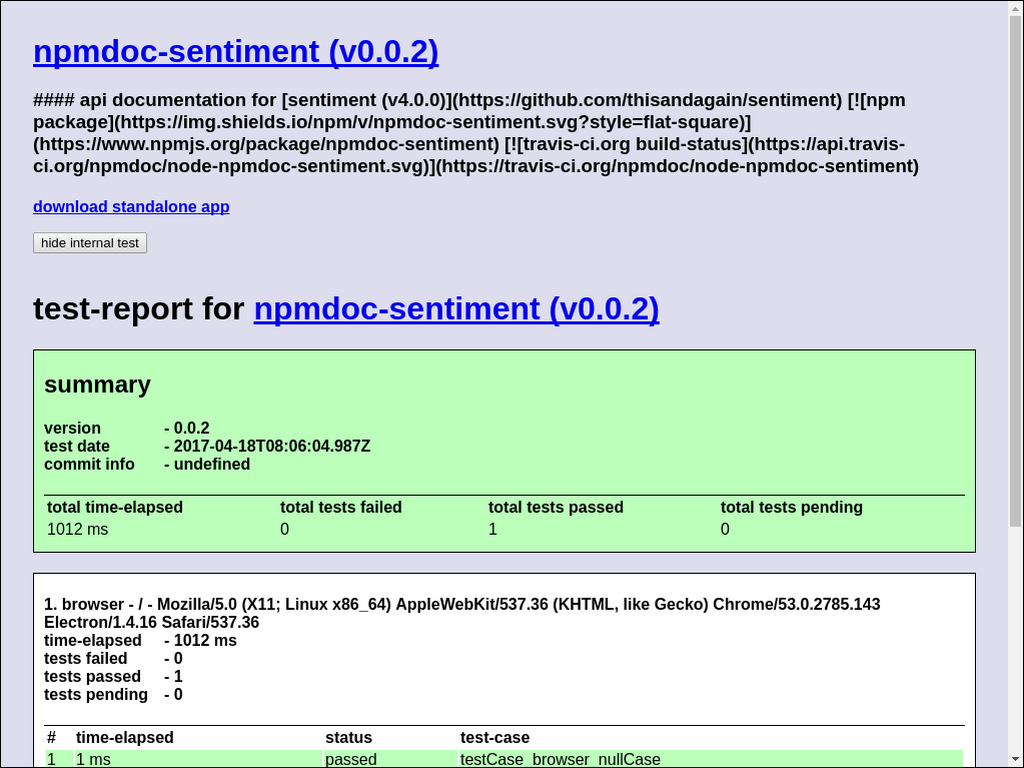 npmdoc-sentiment (v0.0.2)
#### api documentation for [sentiment (v4.0.0)](https://github.com/thisandagain/sentiment) [![npm
package](https://img.shields.io/npm/v/npmdoc-sentiment.svg?style=flat-square)]
(https://www.npmjs.org/package/npmdoc-sentiment) [![travis-ci.org build-status](https://api.travis-
ci.org/npmdoc/node-npmdoc-sentiment.svg)](https://travis-ci.org/npmdoc/node-npmdoc-sentiment)
download standalone app
hide internal test
test-report for npmdoc-sentiment (v0.0.2)
summary
version - 0.0.2
test date - 2017-04-18T08:06:04.987Z
commit info - undefined
total time-elapsed total tests failed total tests passed total tests pending
1012 ms 0 1 0
1. browser - / - Mozilla/5.0 (X11; Linux x86_64) AppleWebKit/537.36 (KHTML, like Gecko) Chrome/53.0.2785.143
Electron/1.4.16 Safari/537.36
time-elapsed - 1012 ms
tests failed - 0
tests passed - 1
tests pending - 0
# time-elapsed status test-case
1 1 ms passed testCase_browser_nullCase